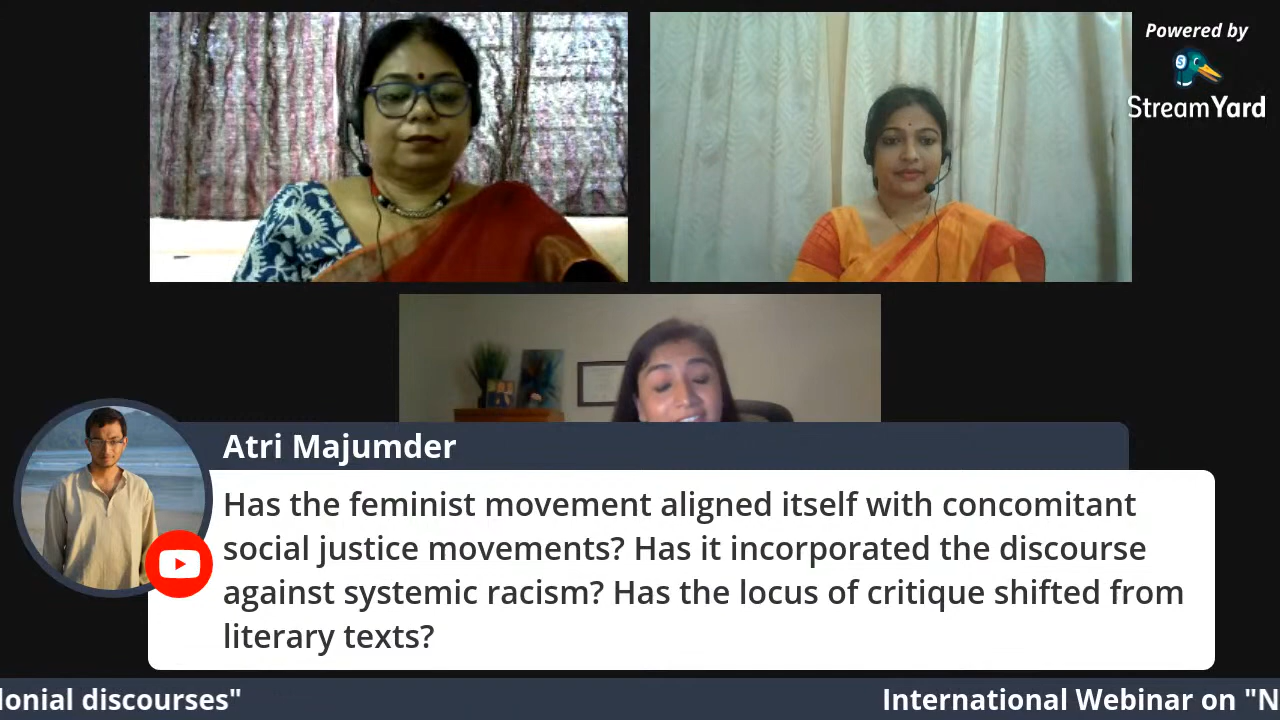 Powered by
StreamYard
Atri Majumder
Has the feminist movement aligned itself with concomitant
social justice movements? Has it incorporated the discourse
against systemic racism? Has the locus of critique shifted from
literary texts?
lonial discourses"
International Webinar on "N